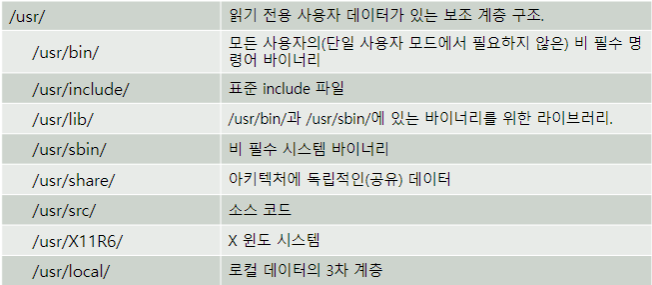 /usr/ 읽기 전용 사용자 데이터가 있는 보조 계층 구조.
/usr/bin/ 모든 사용자의(단일 사용자 모드에서 필요하지 않은) 비 필수 명
령어 바이너리
/usr/include/ 표준 include 파일
/usr/lib/ /usr/bin/과 /usr/sbin/에 있는 바이너리를 위한 라이브러리.
/usr/sbin/ 비 필수 시스템 바이너리
/usr/share/ 아키텍처에 독립적인(공유) 데이터
/usr/src/ 소스 코드
/usr/X11R6/ X 윈도 시스템
/usr/local/ 로컬 데이터의 3차 계층